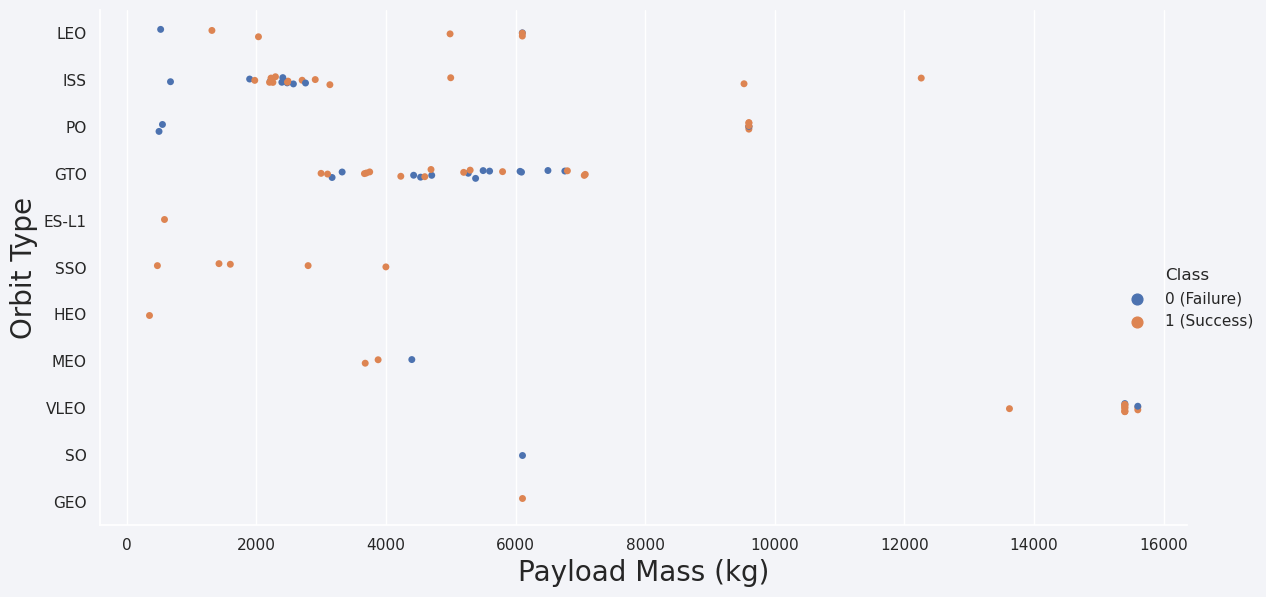 LEO
ISS
PO
GTO
ES-L1
SSO
HEO
MEO
VLEO
SO
GEO
Orbit Type
Class
0 (Failure)
1 (Success)
0 2000 4000 6000 8000 10000 12000 14000 16000
Payload Mass (kg)